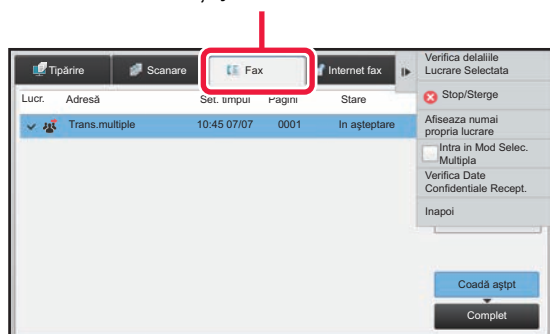 Tipărire
Scanare
Fax
Internet fax
Lucr.
Adresă
Set. timpul
Pagini
Stare
Trans.multiple
10:45 07/07
0001
In așteptare
Verifica delaliile
Lucrare Selectata
Stop/Sterge
Afiseaza numai
propria lucrare
Intra in Mod Selec.
Multipla
Verifica Date
Confidentiale Recept.
Inapoi
Coadă aștpt
Complet